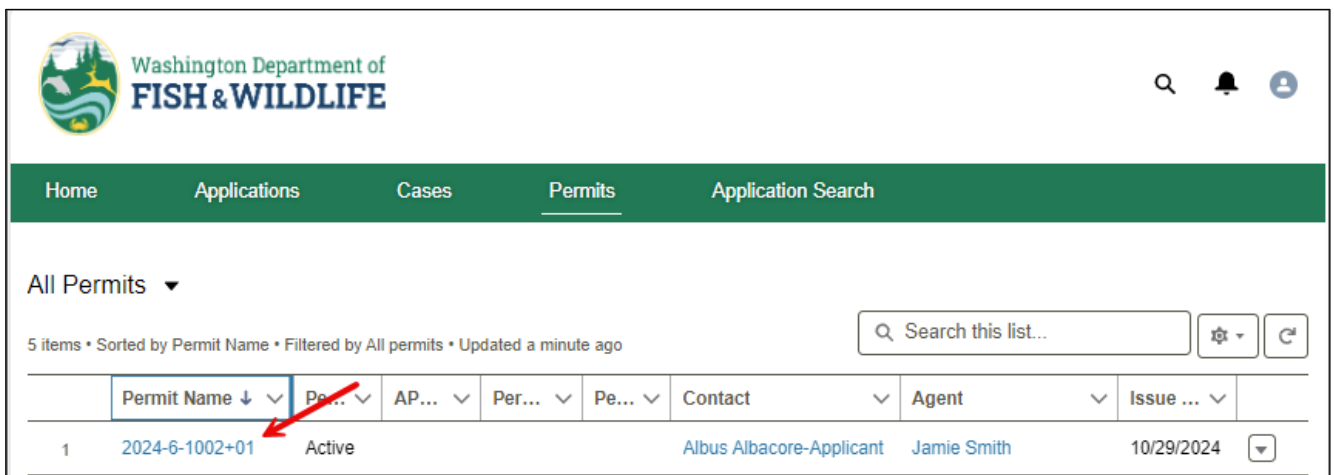 Washington Department of
FISH & WILDLIFE
Home Applications Cases Permits Application Search
All Permits
5 items • Sorted by Permit Name • Filtered by All permits • Updated a minute ago
Search this list...
Permit Name Pe... AP... Per... Pe... Contact Agent Issue ...
1 2024-6-1002+01 Active Albus Albacore-Applicant Jamie Smith 10/29/2024